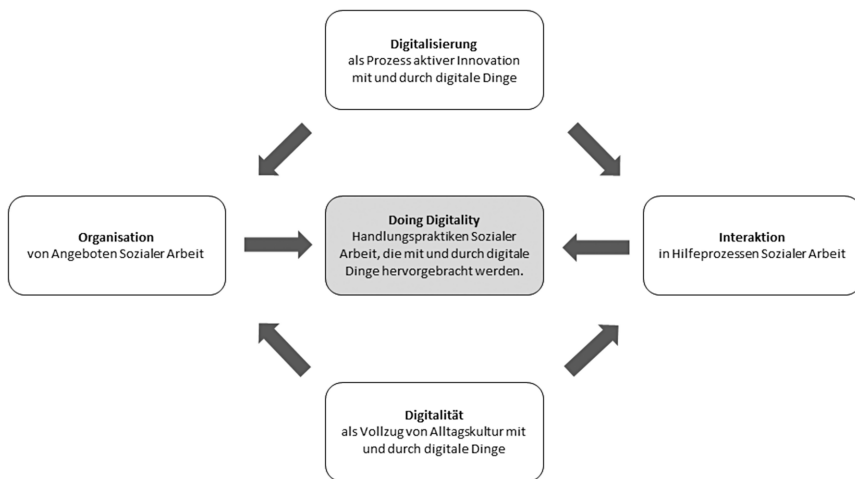 Digitalisierung
als Prozess aktiver Innovation
mit und durch digitale Dinge
Organisation
von Angeboten Sozialer Arbeit
Doing Digitality
Handlungspraktiken Sozialer
Arbeit, die mit und durch digitale
Dinge hervorgebracht werden.
Interaktion
in Hilfeprozessen Sozialer Arbeit
Digitalität
als Vollzug von Alltagskultur mit
und durch digitale Dinge